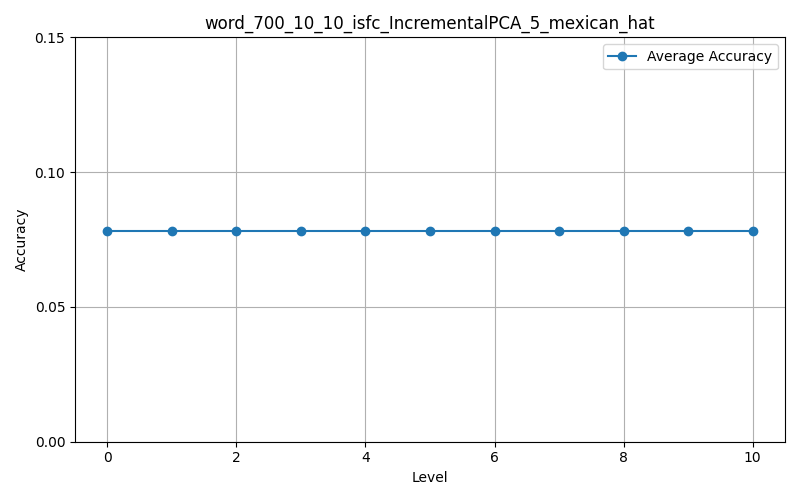 word_700_10_10_isfc_IncrementalPCA_5_mexican_hat
Average Accuracy
0.15
0.10
0.05
0.00
Accuracy
0 2 4 6 8 10
Level